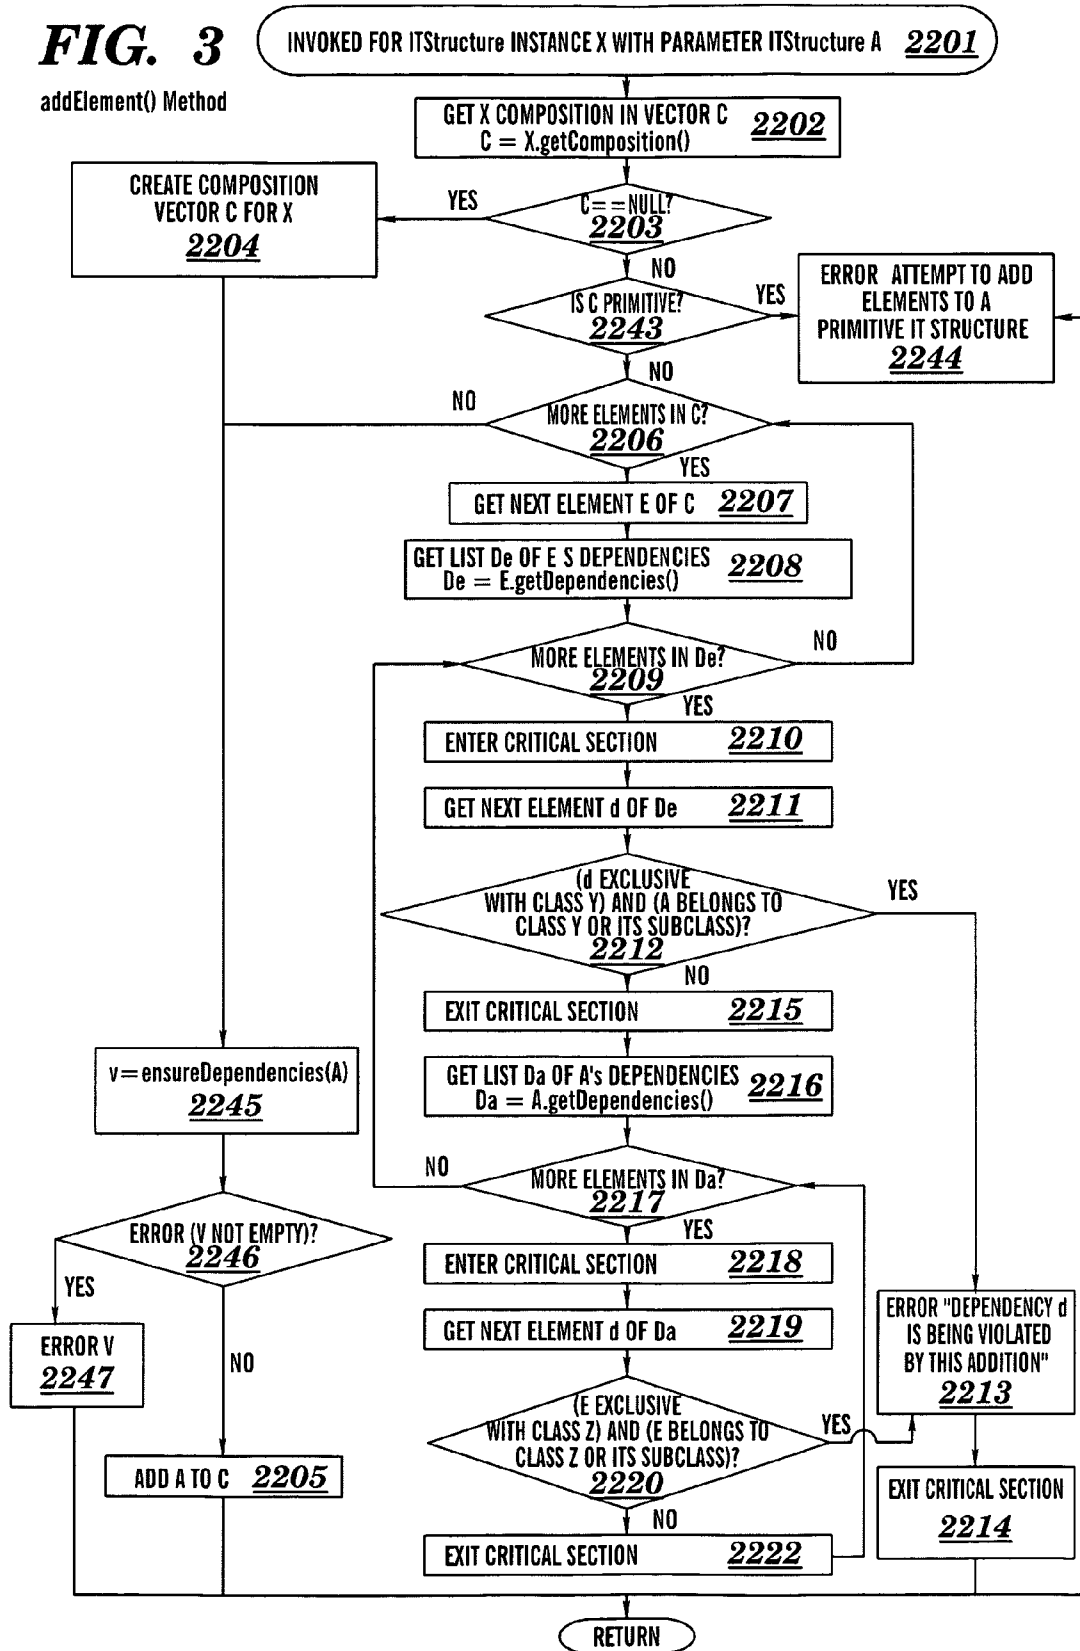 FIG. 3
addElement() Method
INVOKED FOR ITStructure INSTANCE X WITH PARAMETER ITStructure A 2201
GET X COMPOSITION IN VECTOR C
C = X.getComposition()
2202
CREATE COMPOSITION
VECTOR C FOR X
2204
YES
C==NULL?
2203
NO
IS C PRIMITIVE?
2243
YES
ERROR ATTEMPT TO ADD
ELEMENTS TO A
PRIMITIVE IT STRUCTURE
2244
NO
NO
MORE ELEMENTS IN C?
2206
YES
GET NEXT ELEMENT E OF C 2207
GET LIST De OF E S DEPENDENCIES
De = E.getDependencies()
2208
MORE ELEMENTS IN De?
2209
NO
YES
ENTER CRITICAL SECTION 2210
GET NEXT ELEMENT d OF De 2211
(d EXCLUSIVE
WITH CLASS Y) AND (A BELONGS TO
CLASS Y OR ITS SUBCLASS)?
2212
YES
NO
EXIT CRITICAL SECTION 2215
v=ensureDependencies(A)
2245
GET LIST Da OF A's DEPENDENCIES
Da = A.getDependencies()
2216
NO
MORE ELEMENTS IN Da?
2217
YES
ERROR (V NOT EMPTY)?
2246
YES
ENTER CRITICAL SECTION 2218
ERROR V
2247
NO
GET NEXT ELEMENT d OF Da 2219
ERROR "DEPENDENCY d
IS BEING VIOLATED
BY THIS ADDITION"
2213
(E EXCLUSIVE
WITH CLASS Z) AND (E BELONGS TO
CLASS Z OR ITS SUBCLASS)?
2220
YES
ADD A TO C 2205
NO
EXIT CRITICAL SECTION
2214
EXIT CRITICAL SECTION 2222
RETURN